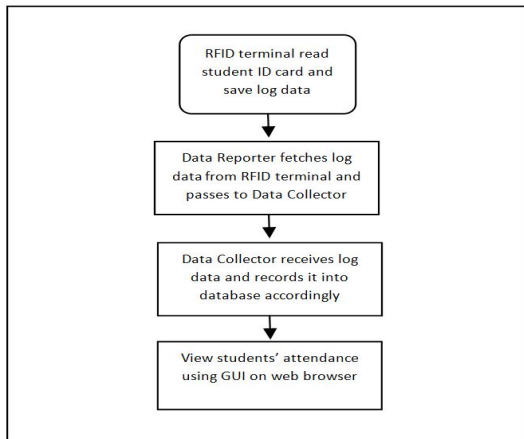 RFID terminal read
student ID card and
save log data
Data Reporter fetches log
data from RFID terminal and
passes to Data Collector
Data Collector receives log
data and records it into
database accordingly
View students’ attendance
using GUI on web browser